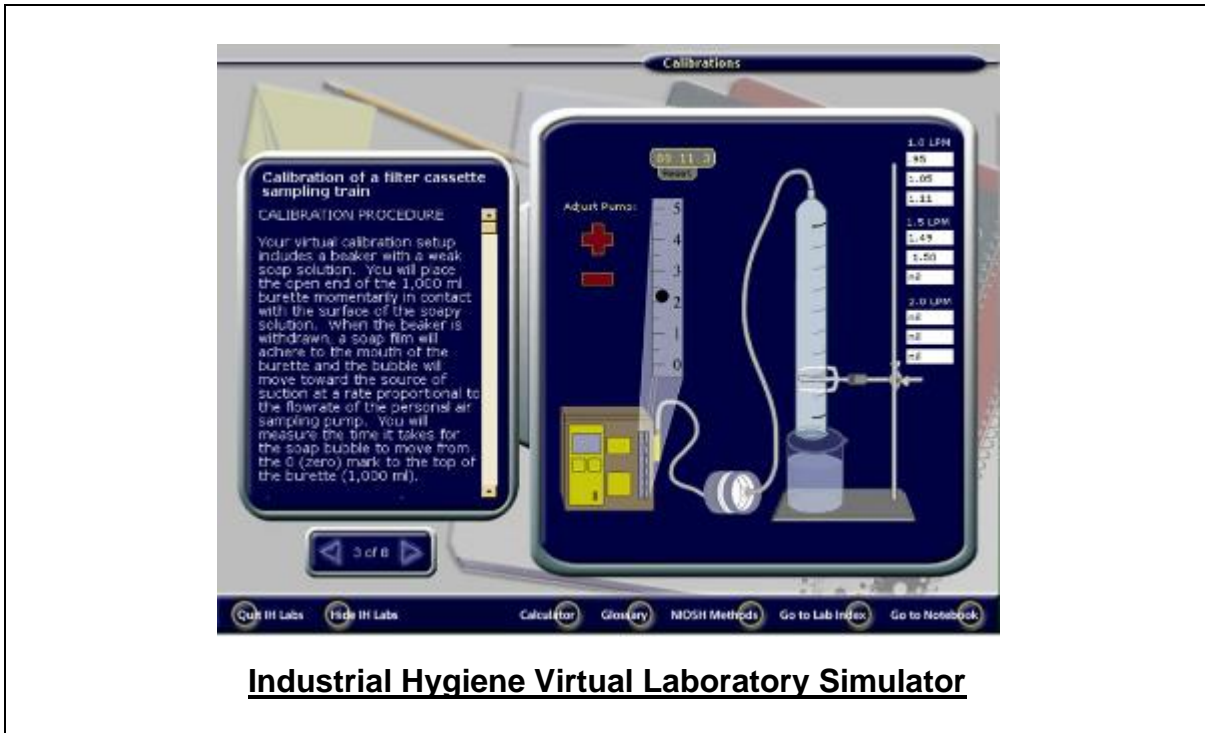 Calibrations
Calibration of a filter cassette
sampling train
CALIBRATION PROCEDURE
Your virtual calibration setup
includes a beaker with a weak
soap solution. You will place
the open end of the 1,000 ml
burette momentarily in contact
with the surface of the soapy
solution. When the beaker is
withdrawn, a soap film will
adhere to the mouth of the
burette and the bubble will
move toward the source of
suction at a rate proportional to
the flowrate of the personal air
sampling pump. You will
measure the time it takes for
the soap bubble to move from
the 0 (zero) mark to the top of
the burette (1,000 ml).
3 of 8
Reset
Adjust Pump:
5
4
3
2
1
0
1.0 LPM
.95
1.05
1.11
1.5 LPM
1.49
1.50
ml
2.0 LPM
ml
ml
ml
Quit IH Labs
Hide IH Labs
Calculator
Glossary
NIOSH Methods
Go to Lab Index
Go to Notebook
Industrial Hygiene Virtual Laboratory Simulator